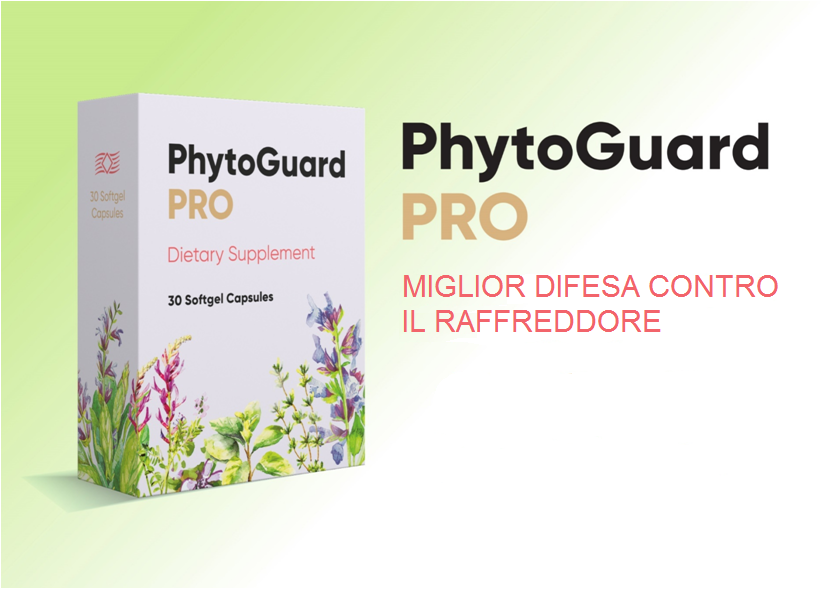 PhytoGuard
PRO
Dietary Supplement
30 Softgel Capsules
30 Softgel
Capsules
PhytoGuard
PRO
MIGLIOR DIFESA CONTRO
IL RAFFREDDORE